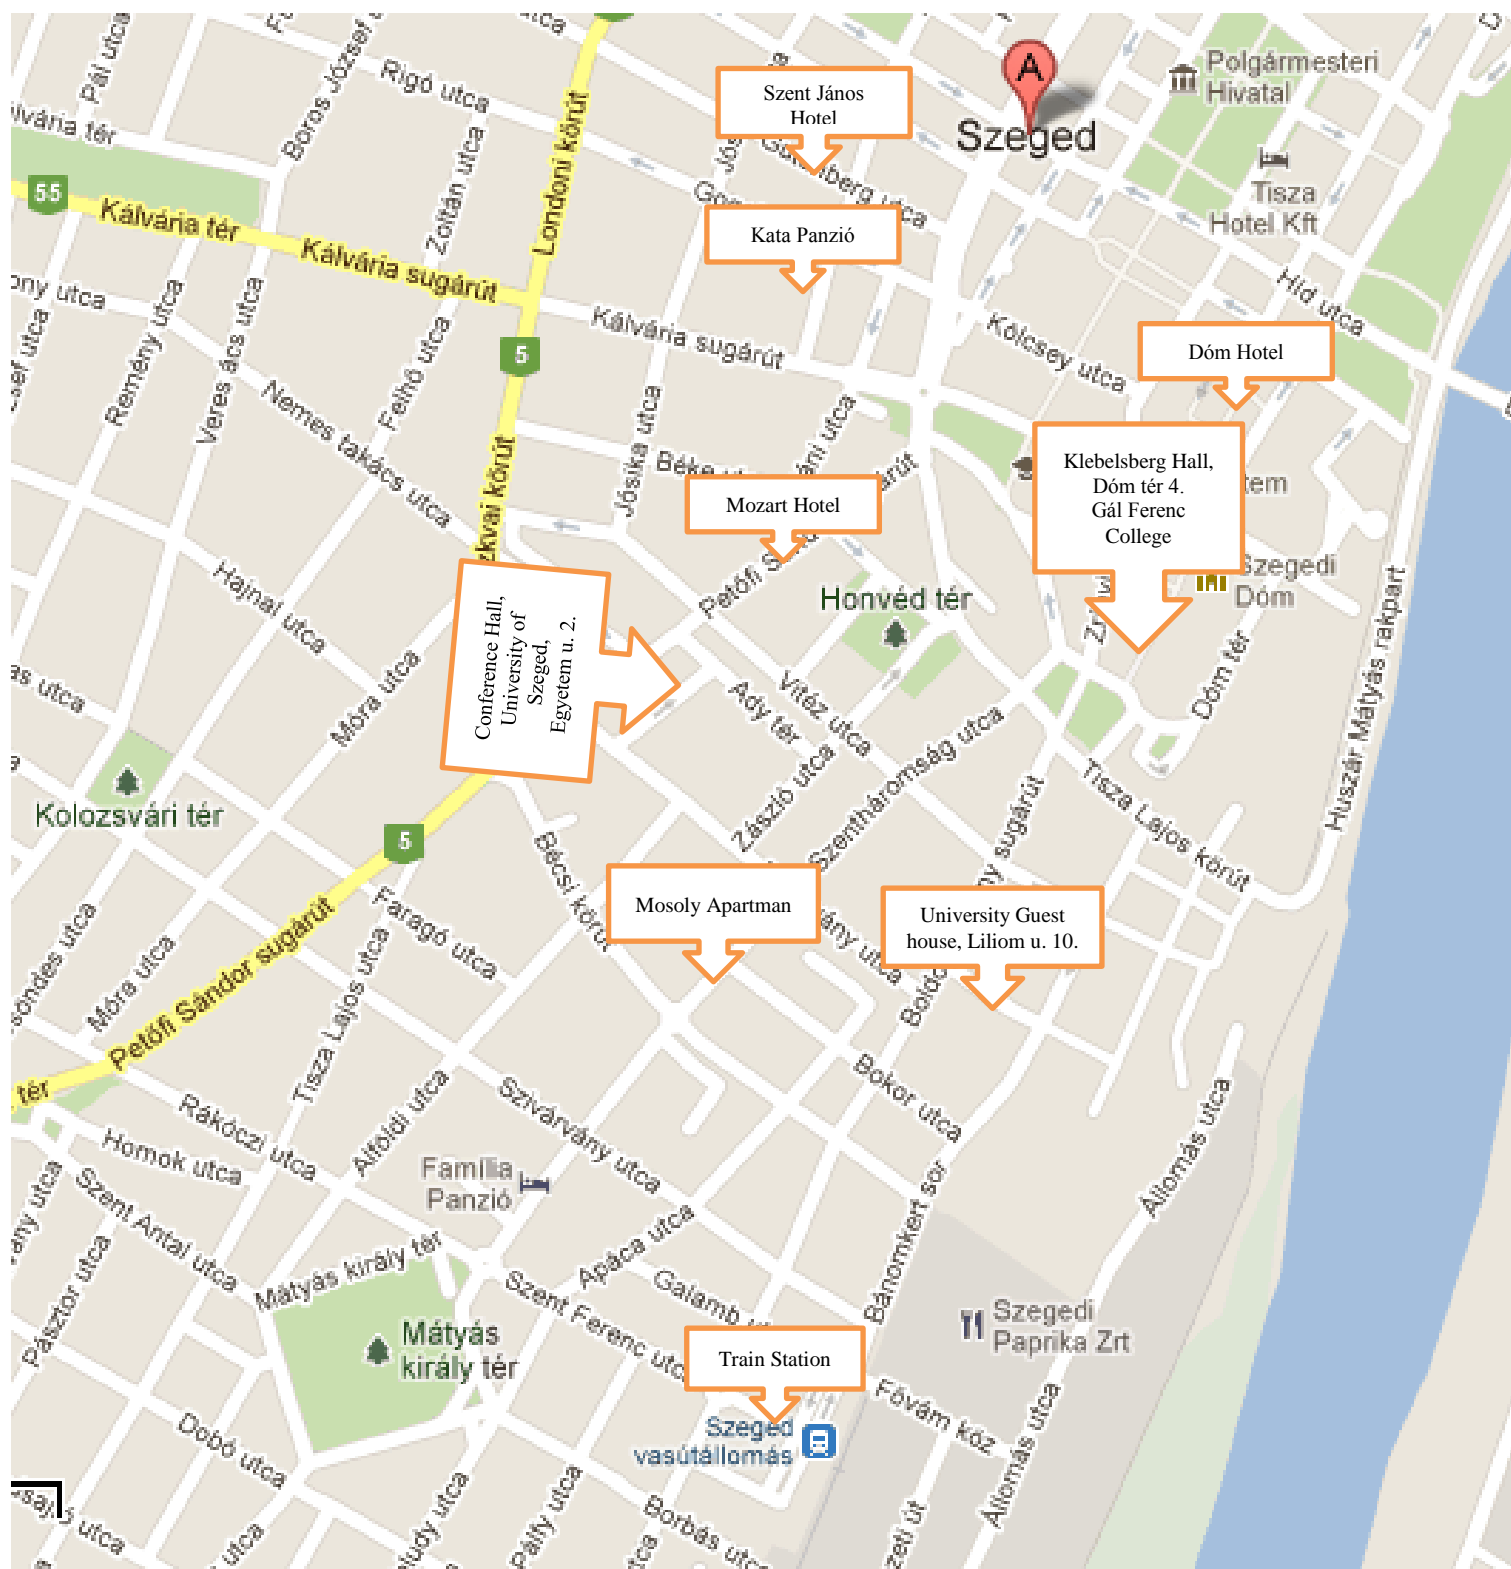 Pál utca
Boros József
Rigó utca
Londoni körút
Szent János
Hotel
A
Szeged
Polgármesteri
Hivatal
Tisza
Hotel Kft
55
Kálvária tér
Kálvária sugárút
Zoltán utca
Kata Panzió
Híd utca
Kölcsey utca
Kálvária sugárút
5
Dóm Hotel
Remény utca
Veres ács utca
Felhő utca
Nemes takács utca
Jósika utca
Klebelsberg Hall,
Dóm tér 4.
Gál Ferenc
College
Mozart Hotel
Szegedi
Dóm
Honvéd tér
Hajnal utca
Conference Hall,
University of
Szeged,
Egyetem u. 2.
Móra utca
Ady tér
Vitéz utca
Dóm tér
Huszár Mátyás rakpart
Kolozsvári tér
5
Zászló utca
Szentháromság utca
Tisza Lajos körút
Bécsi körút
Mosoly Apartman
University Guest
house, Liliom u. 10.
Faragó utca
Móra utca
Petőfi Sándor sugárút
Tisza Lajos utca
tér
Rákóczi utca
Homok utca
Alföldi utca
Szivárvány utca
Bokor utca
Szent Antal utca
Família
Panzió
Állomás utca
Pásztor utca
Mátyás király tér
Apáca utca
Galamb
Bánomkert sor
Szent Ferenc
Mátyás
király tér
Szegedi
Paprika Zrt
Train Station
Szeged
vasútállomás
Fővám köz
Állomás utca
Dobó utca
Pálfy utca